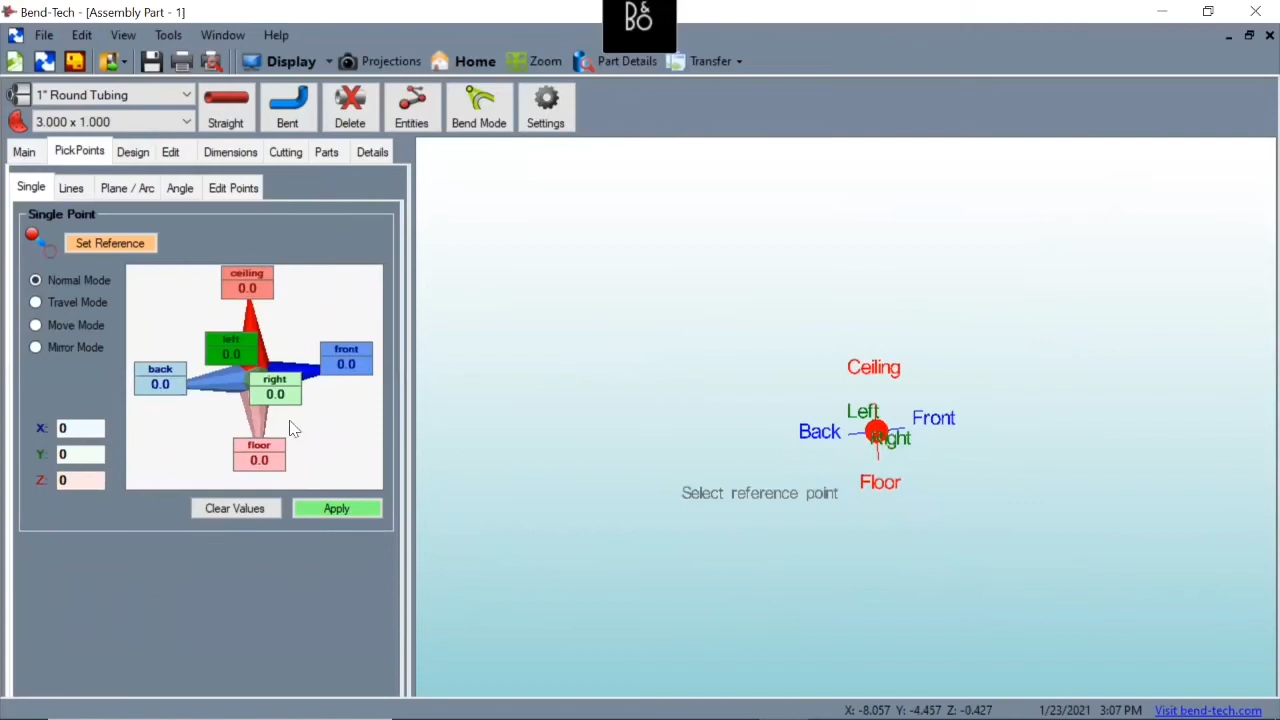 Bend-Tech - [Assembly Part - 1]
D&
BO
File Edit View Tools Window Help
Display Projections Home Zoom Part Details Transfer
1" Round Tubing
3.000 x 1.000
Straight Bent Delete Entities Bend Mode Settings
Main PickPoints Design Edit Dimensions Cutting Parts Details
Single Lines Plane / Arc Angle Edit Points
Single Point
Set Reference
Normal Mode
Travel Mode
Move Mode
Mirror Mode
ceiling
0.0
left
0.0
front
0.0
back
0.0
right
0.0
floor
0.0
X: 0
Y: 0
Z: 0
Clear Values Apply
Ceiling
Left
Front
Back
Right
Floor
Select reference point
X: -8.057 Y: -4.457 Z: -0.427 1/23/2021 3:07 PM Visit bend-tech.com